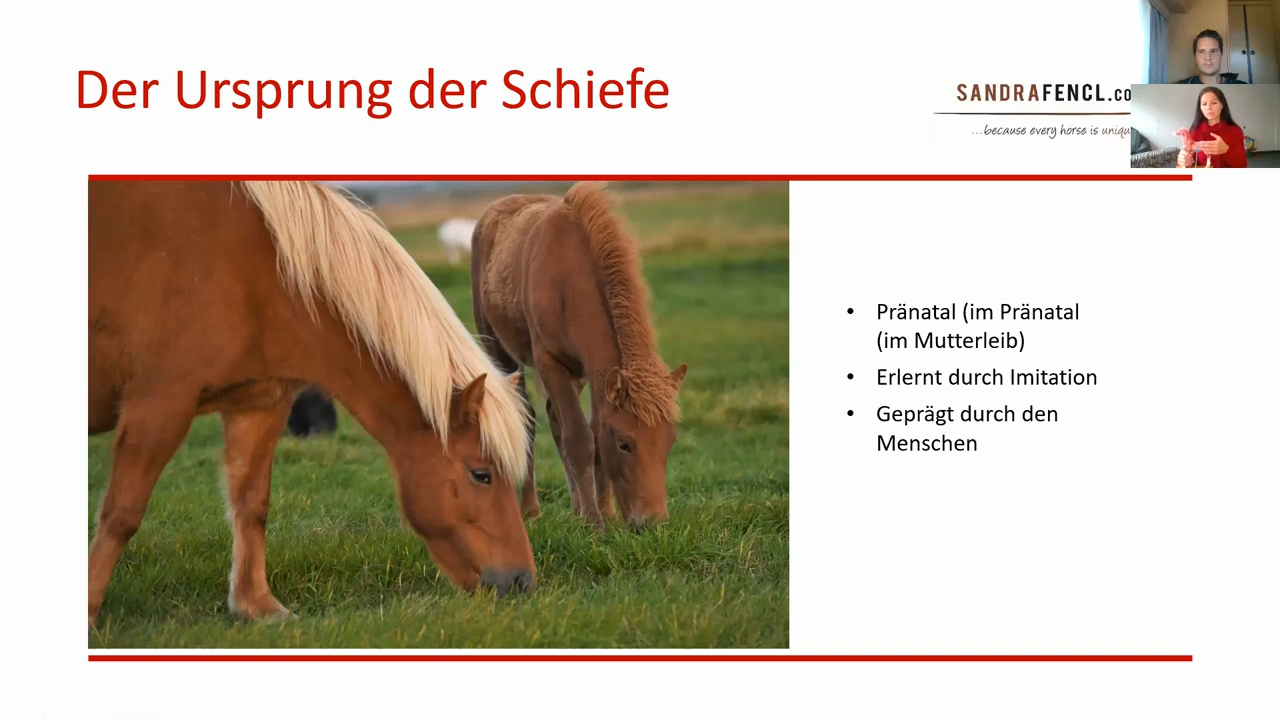 Der Ursprung der Schiefe
SANDRAFENCL.co
...because every horse is uniqu
• Pränatal (im Pränatal
(im Mutterleib)
• Erlernt durch Imitation
• Geprägt durch den
Menschen